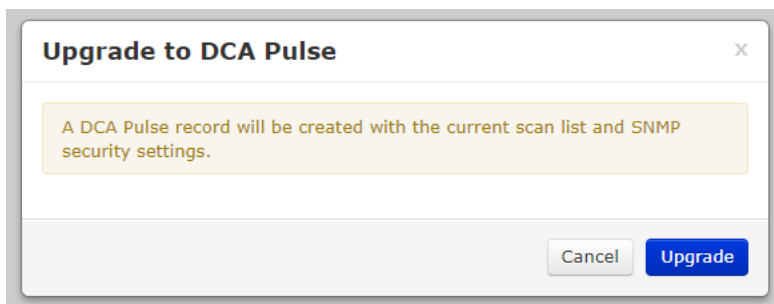 Upgrade to DCA Pulse
x
A DCA Pulse record will be created with the current scan list and SNMP
security settings.
Cancel
Upgrade